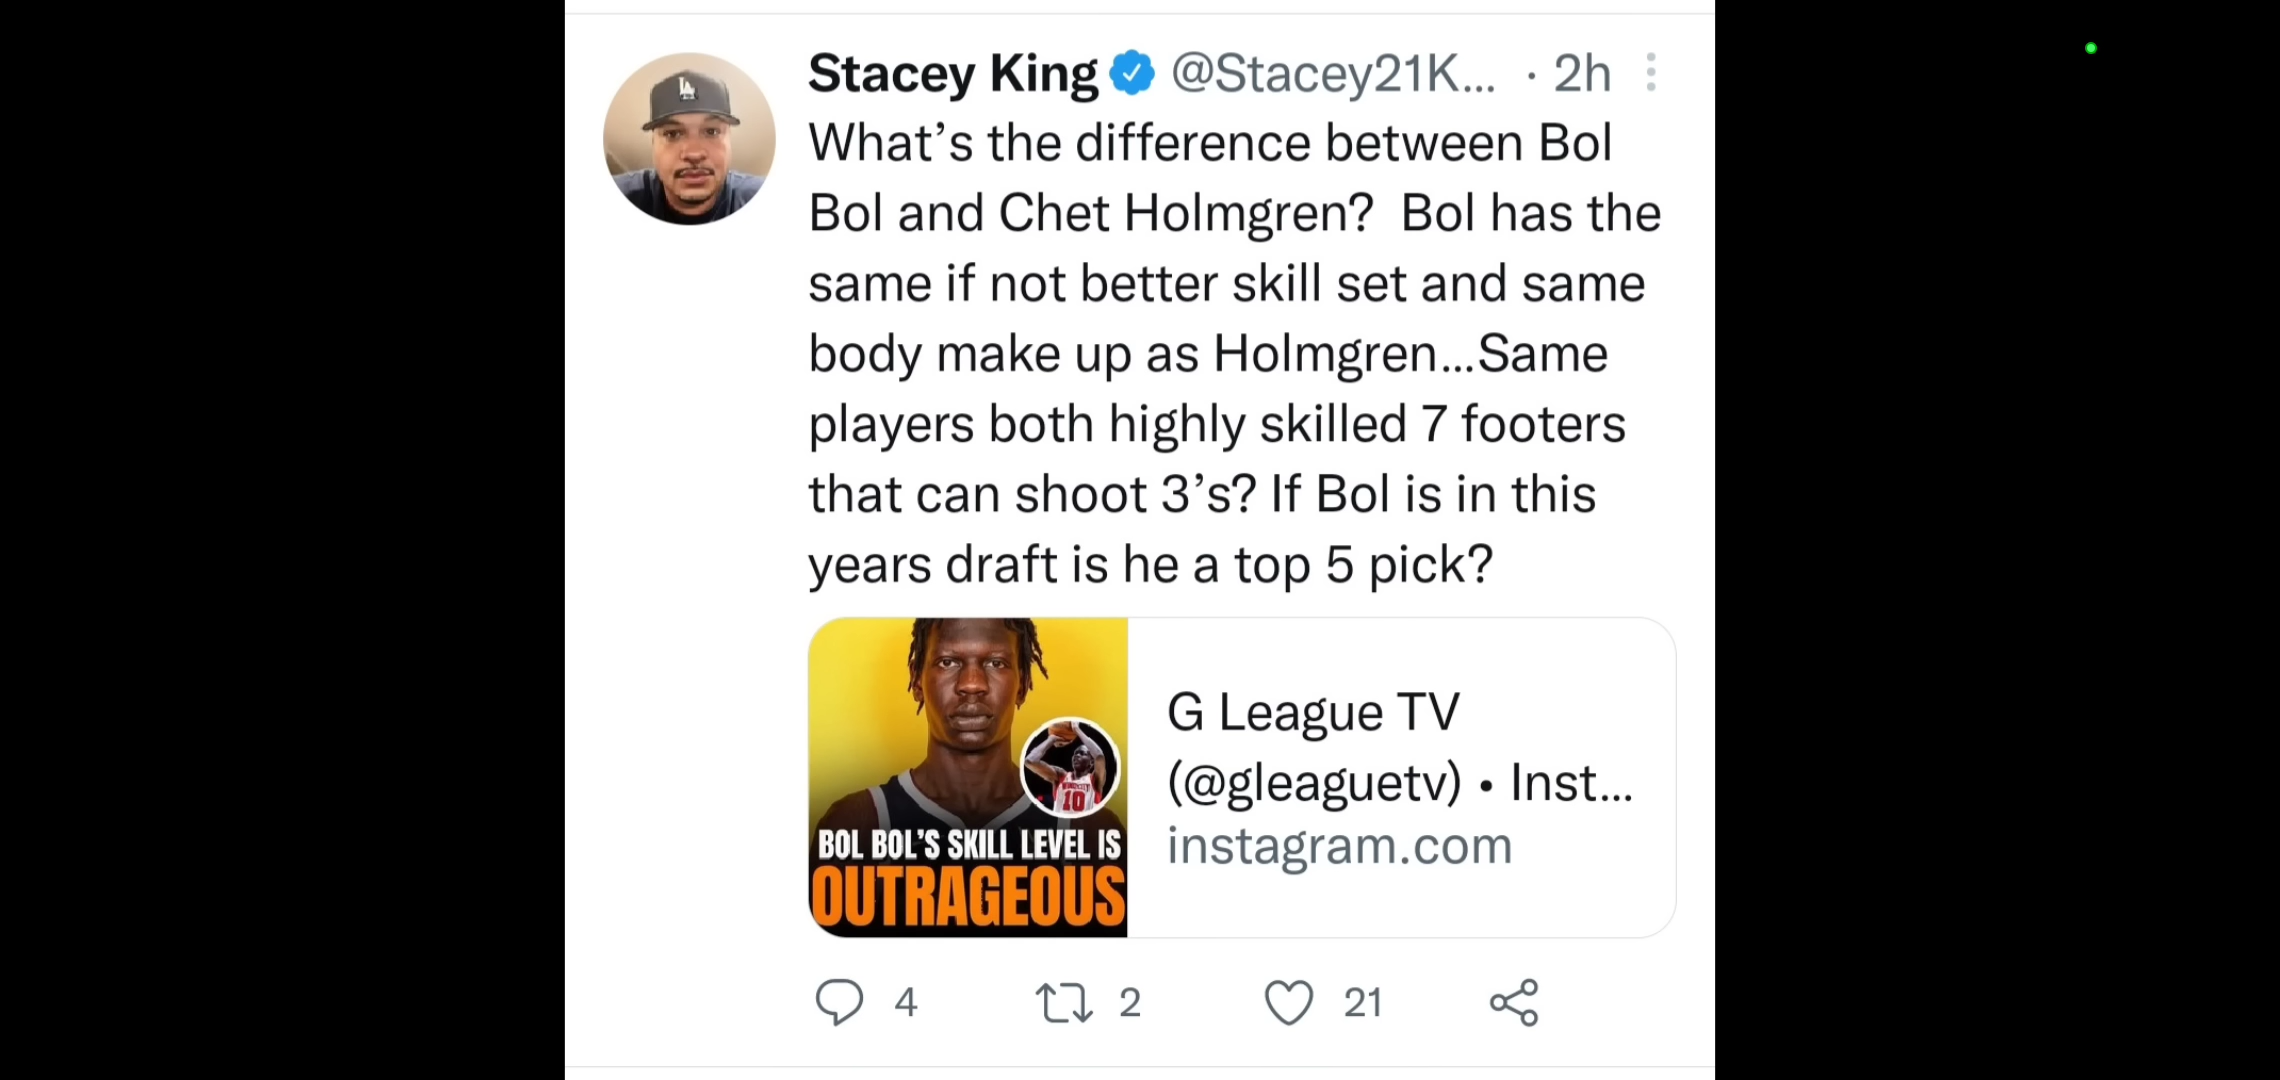 Stacey King @Stacey21K... · 2h
What’s the difference between Bol
Bol and Chet Holmgren?  Bol has the
same if not better skill set and same
body make up as Holmgren...Same
players both highly skilled 7 footers
that can shoot 3’s? If Bol is in this
years draft is he a top 5 pick?
BOL BOL'S SKILL LEVEL IS
OUTRAGEOUS
10
G League TV
(@gleaguetv) • Inst...
instagram.com
4 2 21